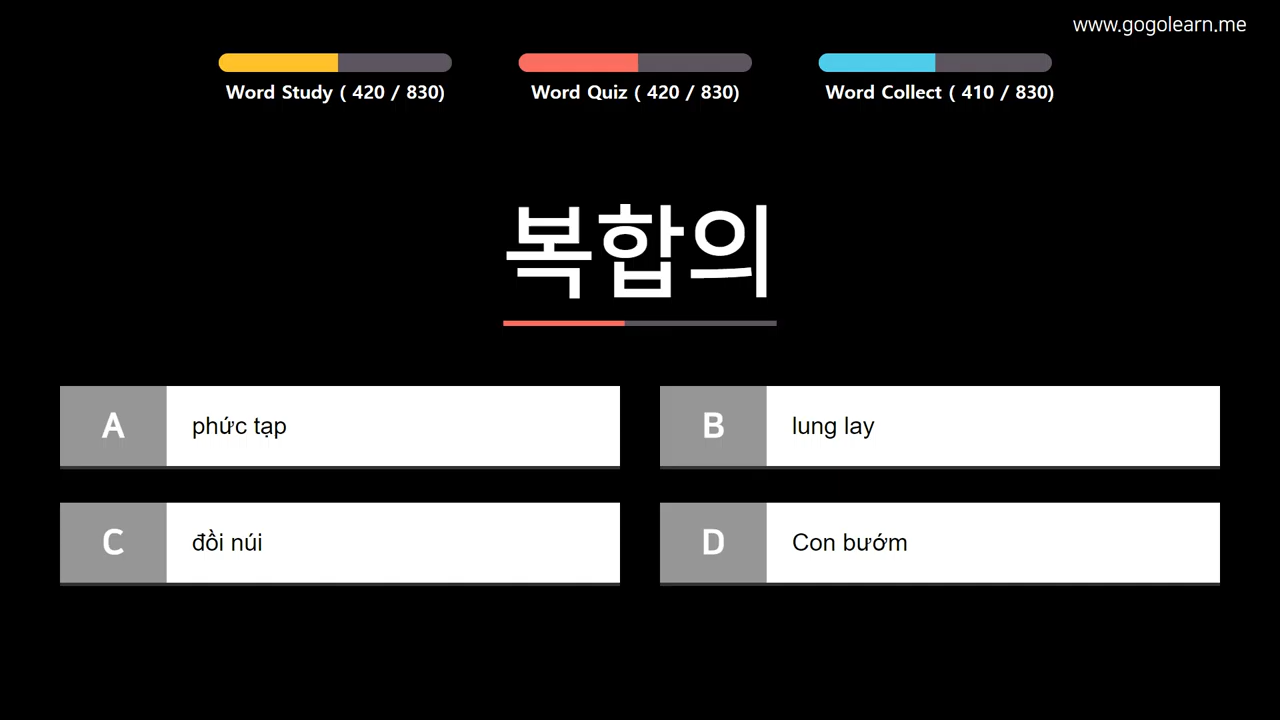 www.gogolearn.me
Word Study ( 420 / 830)
Word Quiz ( 420 / 830)
Word Collect ( 410 / 830)
복합의
A phức tạp
B lung lay
C đồi núi
D Con bướm